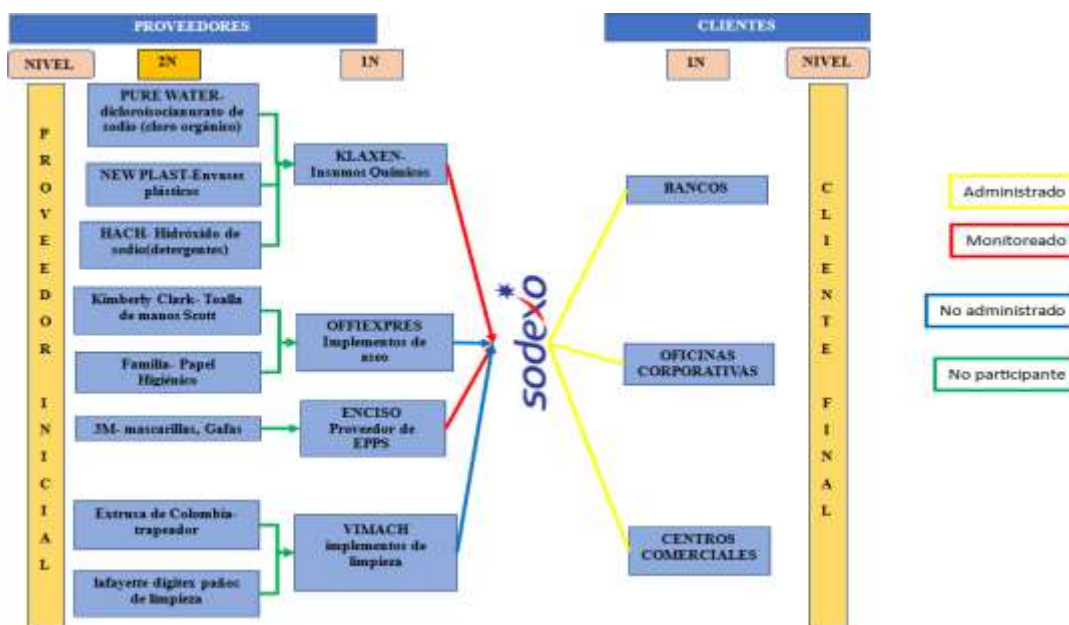 PROVEEDORES
CLIENTES
NIVEL
2N
1N
1N
NIVEL
PROVEEDOR INICIAL
PURE WATER-
dicloroisocianurato de
sodio (cloro orgánico)
NEW PLAST-Envases
plásticos
HACH- Hidróxido de
sodio(detergentes)
Kimberly Clark- Toalla
de manos Scott
Familia- Papel
Higiénico
3M- mascarillas, Gafas
Extrusa de Colombia-
trapeador
lafayette digitex paños
de limpieza
KLAXEN-
Insumos Químicos
OFFIEXPRES
Implementos de
aseo
ENCISO
Proveedor de
EPPS
VIMACH
implementos de
limpieza
sodexo
BANCOS
OFICINAS
CORPORATIVAS
CENTROS
COMERCIALES
CLIENTE FINAL
Administrado
Monitoreado
No administrado
No participante